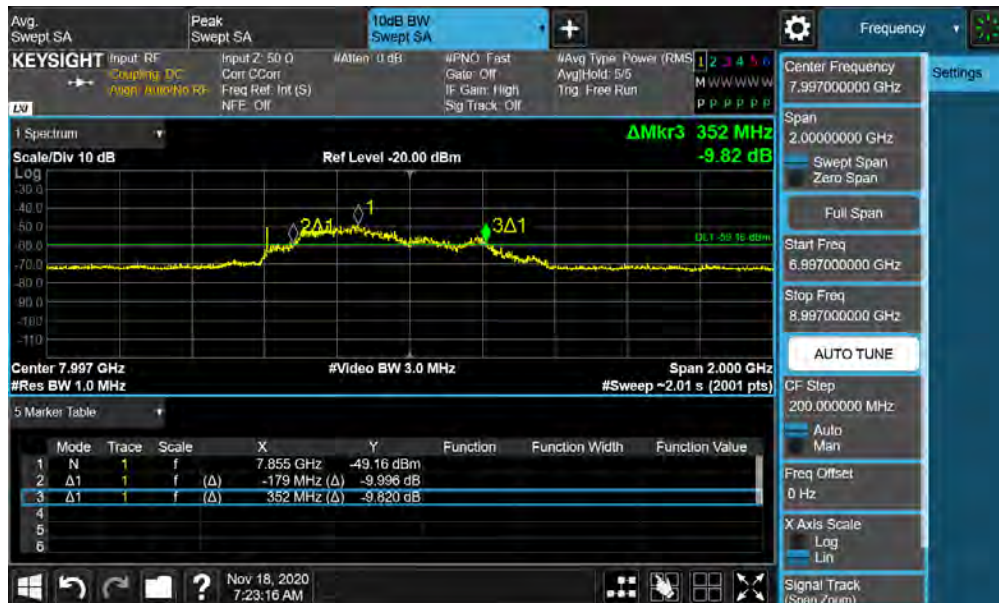 Avg.
Swept SA
Peak
Swept SA
10dB BW
Swept SA
Frequency
KEYSIGHT
Input: RF
Coupling: DC
Align: Auto/No RF
Input Z: 50 Ω
Corr CCorr
Freq Ref: Int (S)
NFE: Off
#Atten: 0 dB
#PNO: Fast
Gate: Off
IF Gain: High
Sig Track: Off
#Avg Type: Power (RMS
Avg|Hold: 5/5
Trig: Free Run
1 2 3 4 5 6
M W W W W W
P P P P P P
LXI
1 Spectrum
Scale/Div 10 dB
Ref Level -20.00 dBm
ΔMkr3 352 MHz
-9.82 dB
Log
-30.0
-40.0
-50.0
-60.0
-70.0
-80.0
-90.0
-100
-110
1
2Δ1
3Δ1
DL1 -59.16 dBm
Center 7.997 GHz
#Video BW 3.0 MHz
Span 2.000 GHz
#Res BW 1.0 MHz
#Sweep ~2.01 s (2001 pts)
5 Marker Table
Mode Trace Scale X Y Function Function Width Function Value
1 N 1 f 7.855 GHz -49.16 dBm
2 Δ1 1 f (Δ) -179 MHz (Δ) -9.996 dB
3 Δ1 1 f (Δ) 352 MHz (Δ) -9.820 dB
4
5
6
Nov 18, 2020
7:23:16 AM
Center Frequency
7.997000000 GHz
Settings
Span
2.00000000 GHz
Swept Span
Zero Span
Full Span
Start Freq
6.997000000 GHz
Stop Freq
8.997000000 GHz
AUTO TUNE
CF Step
200.000000 MHz
Auto
Man
Freq Offset
0 Hz
X Axis Scale
Log
Lin
Signal Track
(Span Zoom)